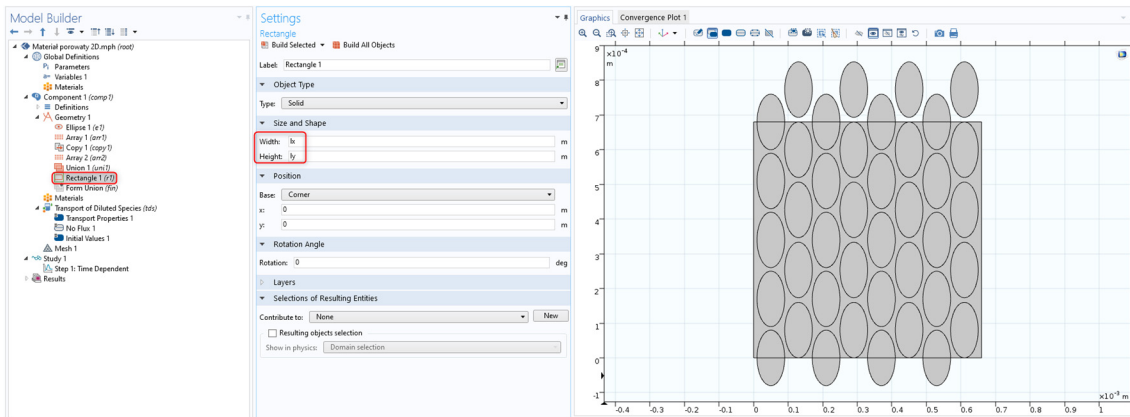 Model Builder
Material porowaty 2D.mph (root)
Global Definitions
Pi Parameters
a= Variables 1
Materials
Component 1 (comp1)
Definitions
Geometry 1
Ellipse 1 (e1)
Array 1 (arr1)
Copy 1 (copy1)
Array 2 (arr2)
Union 1 (uni1)
Rectangle 1 (r1)
Form Union (fin)
Materials
Transport of Diluted Species (tds)
Transport Properties 1
No Flux 1
Initial Values 1
Mesh 1
Study 1
Step 1: Time Dependent
Results
Settings
Rectangle
Build Selected Build All Objects
Label: Rectangle 1
Object Type
Type: Solid
Size and Shape
Width: lx m
Height: ly m
Position
Base: Corner
x: 0 m
y: 0 m
Rotation Angle
Rotation: 0 deg
Layers
Selections of Resulting Entities
Contribute to: None New
Resulting objects selection
Show in physics: Domain selection
Graphics Convergence Plot 1
9 ×10⁻⁴
m
8
7
6
5
4
3
2
1
0
-1
×10⁻³ m
-0.4 -0.3 -0.2 -0.1 0 0.1 0.2 0.3 0.4 0.5 0.6 0.7 0.8 0.9 1